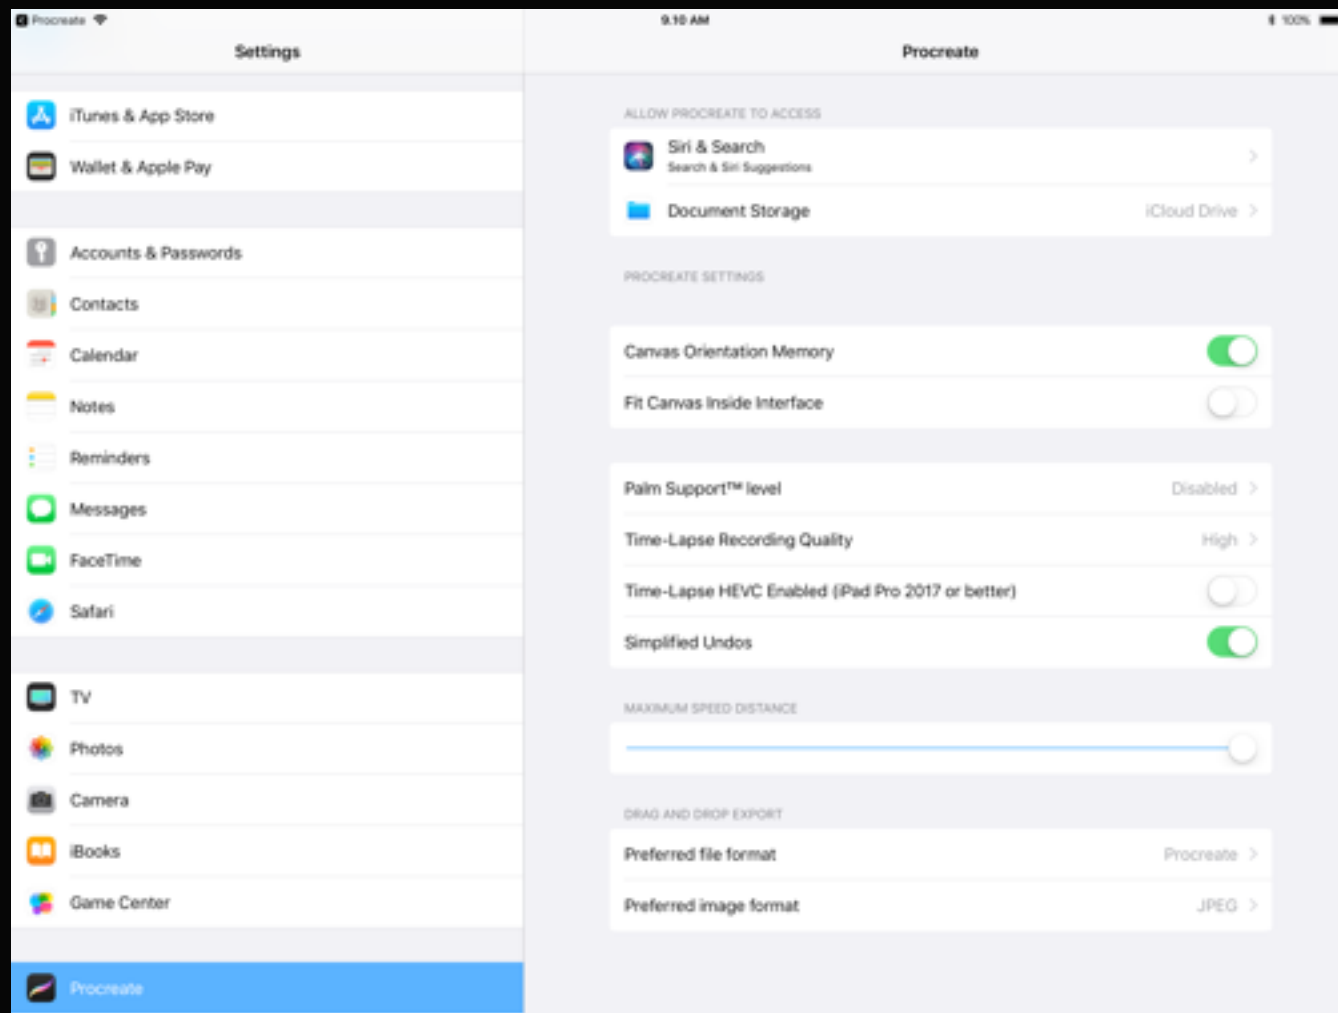 Procreate
9.10 AM
100%
Settings
iTunes & App Store
Wallet & Apple Pay
Accounts & Passwords
Contacts
Calendar
Notes
Reminders
Messages
FaceTime
Safari
TV
Photos
Camera
iBooks
Game Center
Procreate
Procreate
ALLOW PROCREATE TO ACCESS
Siri & Search
Search & Siri Suggestions
Document Storage iCloud Drive
PROCREATE SETTINGS
Canvas Orientation Memory
Fit Canvas Inside Interface
Palm Support™ level Disabled
Time-Lapse Recording Quality High
Time-Lapse HEVC Enabled (iPad Pro 2017 or better)
Simplified Undos
MAXIMUM SPEED DISTANCE
DRAG AND DROP EXPORT
Preferred file format Procreate
Preferred image format JPEG